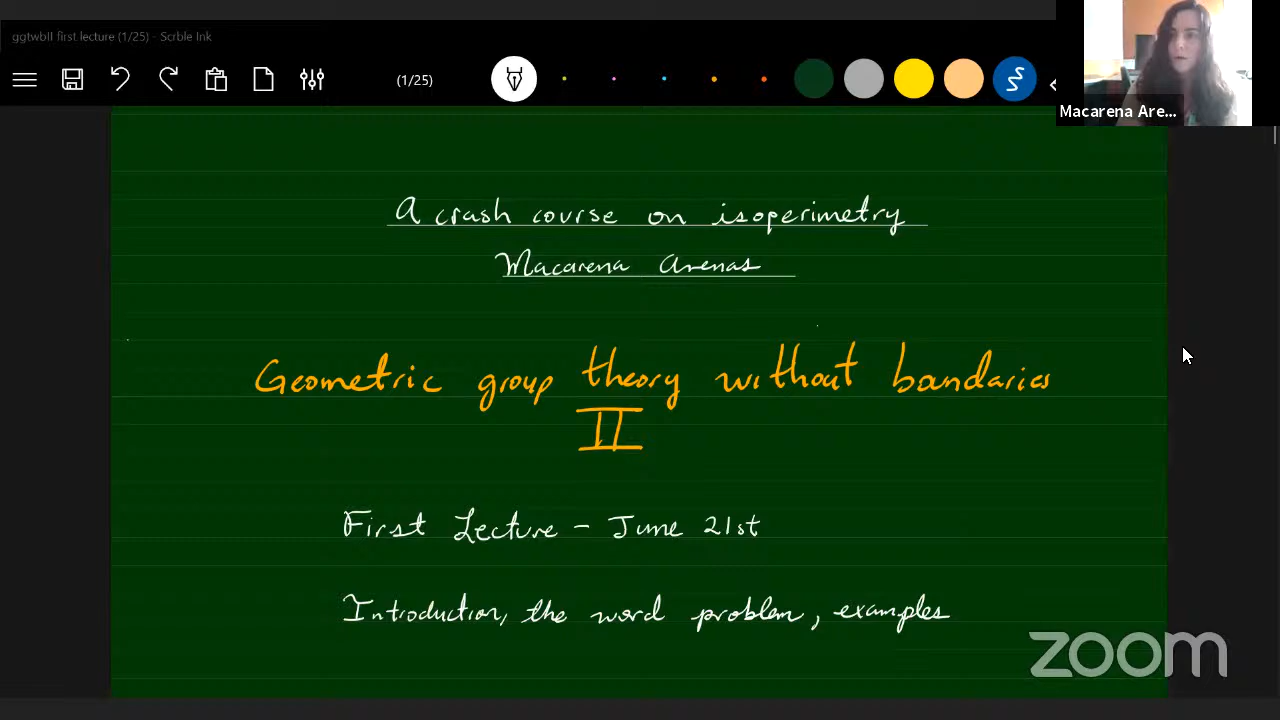 ggtwbII first lecture (1/25) - Scrble Ink
(1/25)
Macarena Are...
A crash course on isoperimetry
Macarena Arenas
Geometric group theory without boundaries
II
First Lecture - June 21st
Introduction, the word problem, examples
zoom